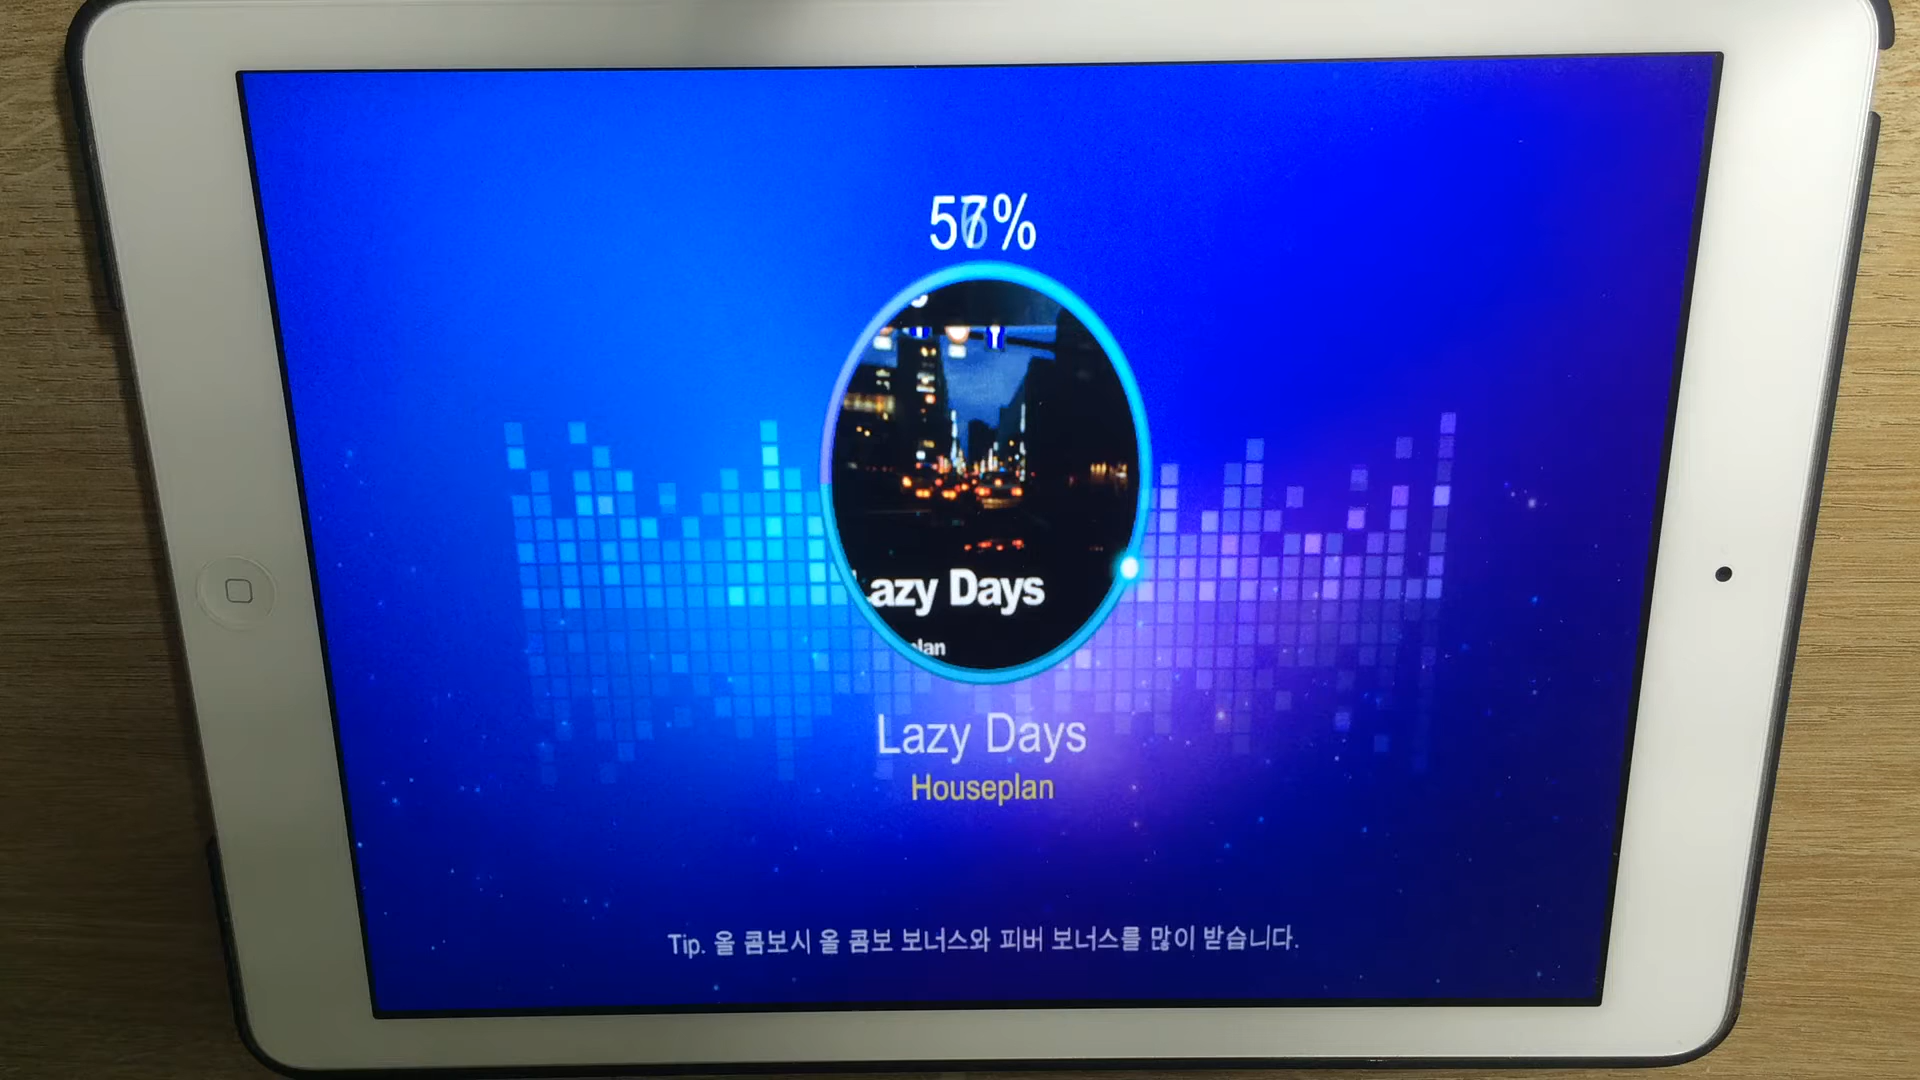 57%
Lazy Days
plan
Lazy Days
Houseplan
Tip. 올 콤보시 올 콤보 보너스와 피버 보너스를 많이 받습니다.